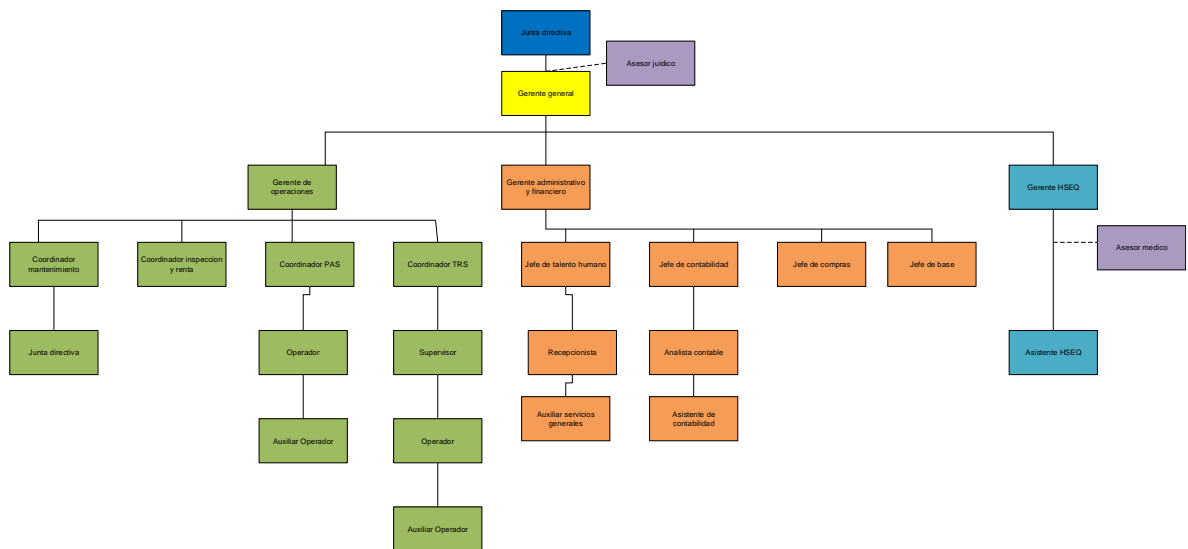 Junta directiva
Asesor juidico
Gerente general
Gerente de
operaciones
Gerente administrativo
y financiero
Gerente HSEQ
Coordinador
mantenimiento
Coordinador inspeccion
y renta
Coordinador PAS
Coordinador TRS
Jefe de talento humano
Jefe de contabilidad
Jefe de compras
Jefe de base
Asesor medico
Junta directiva
Operador
Supervisor
Recepcionista
Analista contable
Asistente HSEQ
Auxiliar Operador
Operador
Auxiliar servicios
generales
Asistente de
contabilidad
Auxiliar Operador